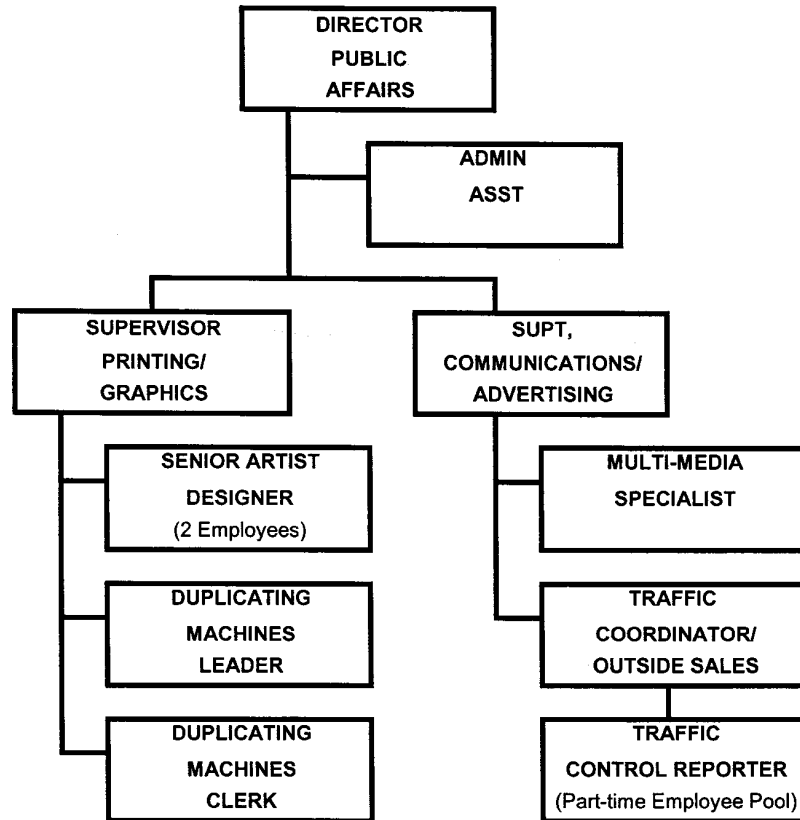 DIRECTOR
PUBLIC
AFFAIRS
ADMIN
ASST
SUPERVISOR
PRINTING/
GRAPHICS
SUPT,
COMMUNICATIONS/
ADVERTISING
SENIOR ARTIST
DESIGNER
(2 Employees)
MULTI-MEDIA
SPECIALIST
DUPLICATING
MACHINES
LEADER
TRAFFIC
COORDINATOR/
OUTSIDE SALES
DUPLICATING
MACHINES
CLERK
TRAFFIC
CONTROL REPORTER
(Part-time Employee Pool)